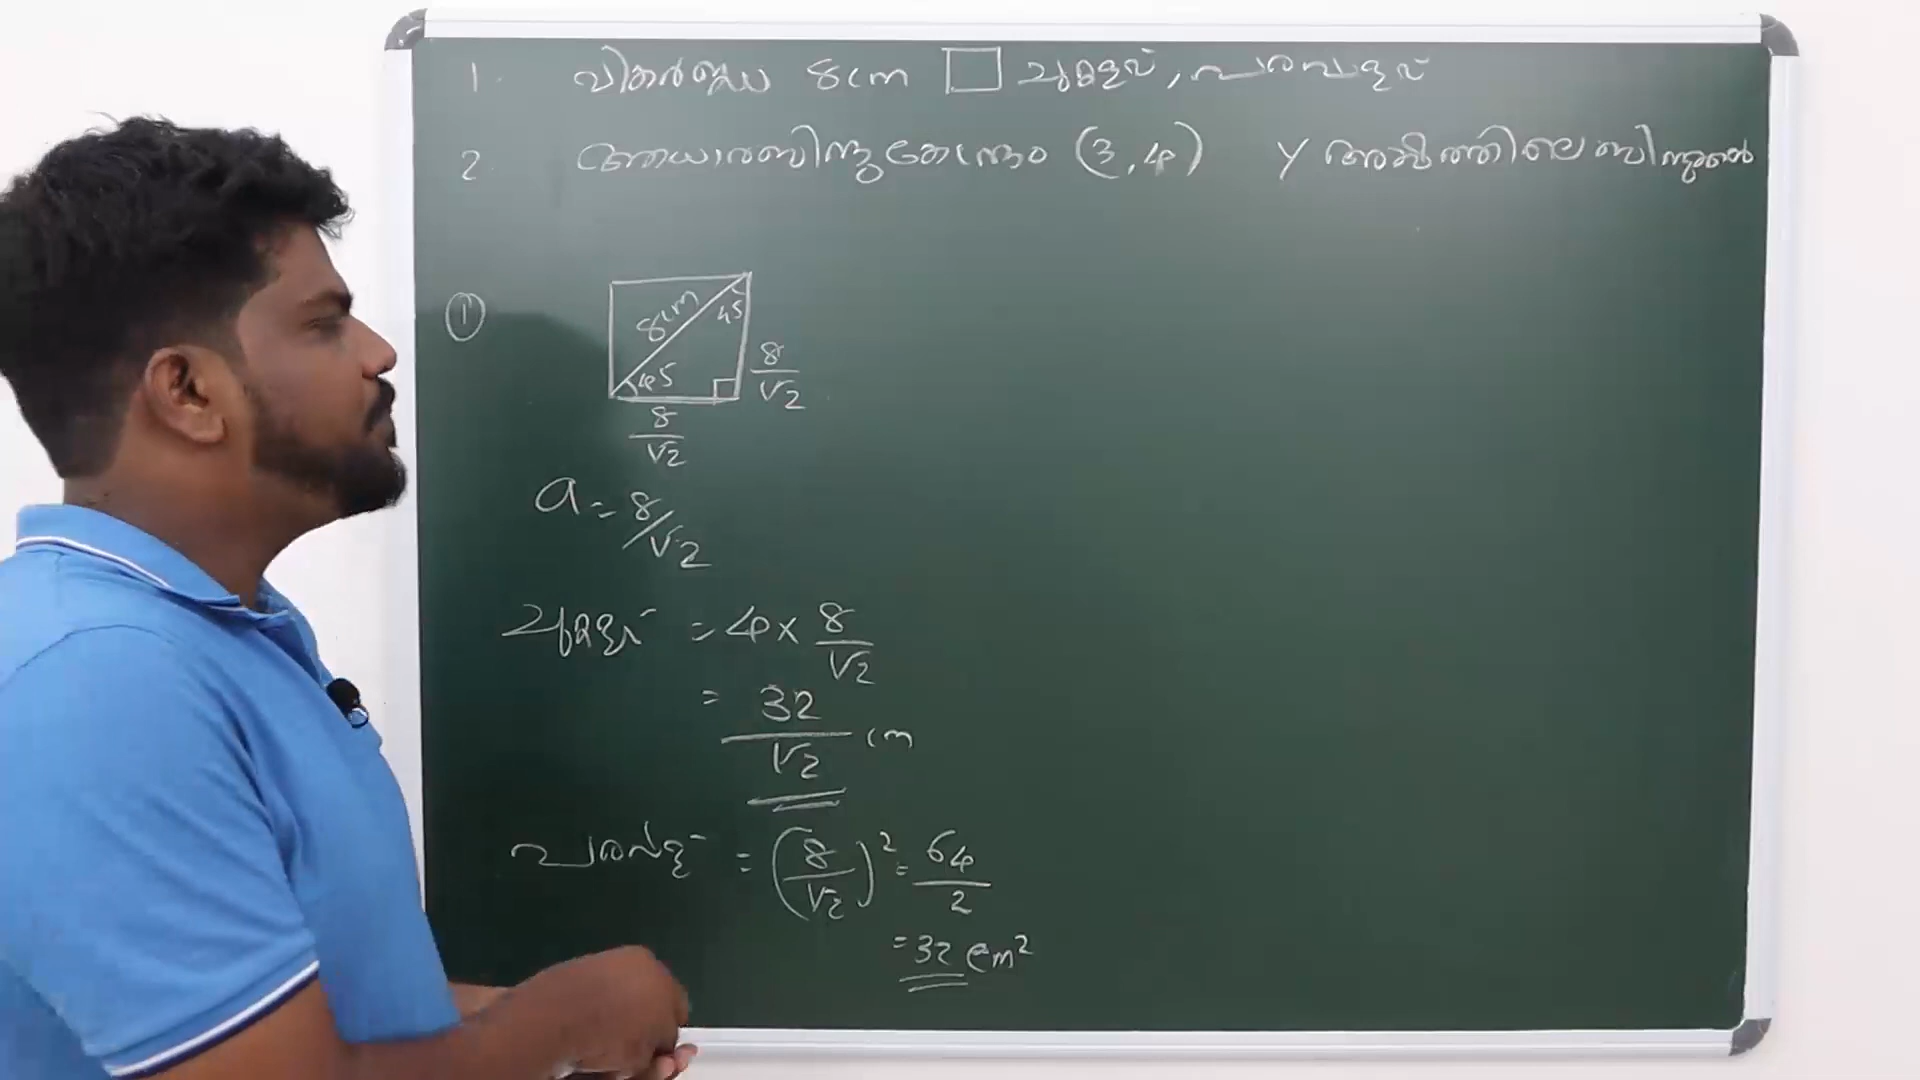 1. വികർണ്ണം 8cm □ ചുറ്റളവ്, പരപ്പളവ്
2 ആധാരബിന്ദു കേന്ദ്രം (3,4) y അക്ഷത്തിലെ ബിന്ദുക്കൾ
①
8cm
45
45
8/√2
8/√2
a = 8/√2
ചുറ്റളവ് = 4 × 8/√2
= 32/√2 cm
പരപ്പളവ് = (8/√2)² = 64/2
= 32 cm²